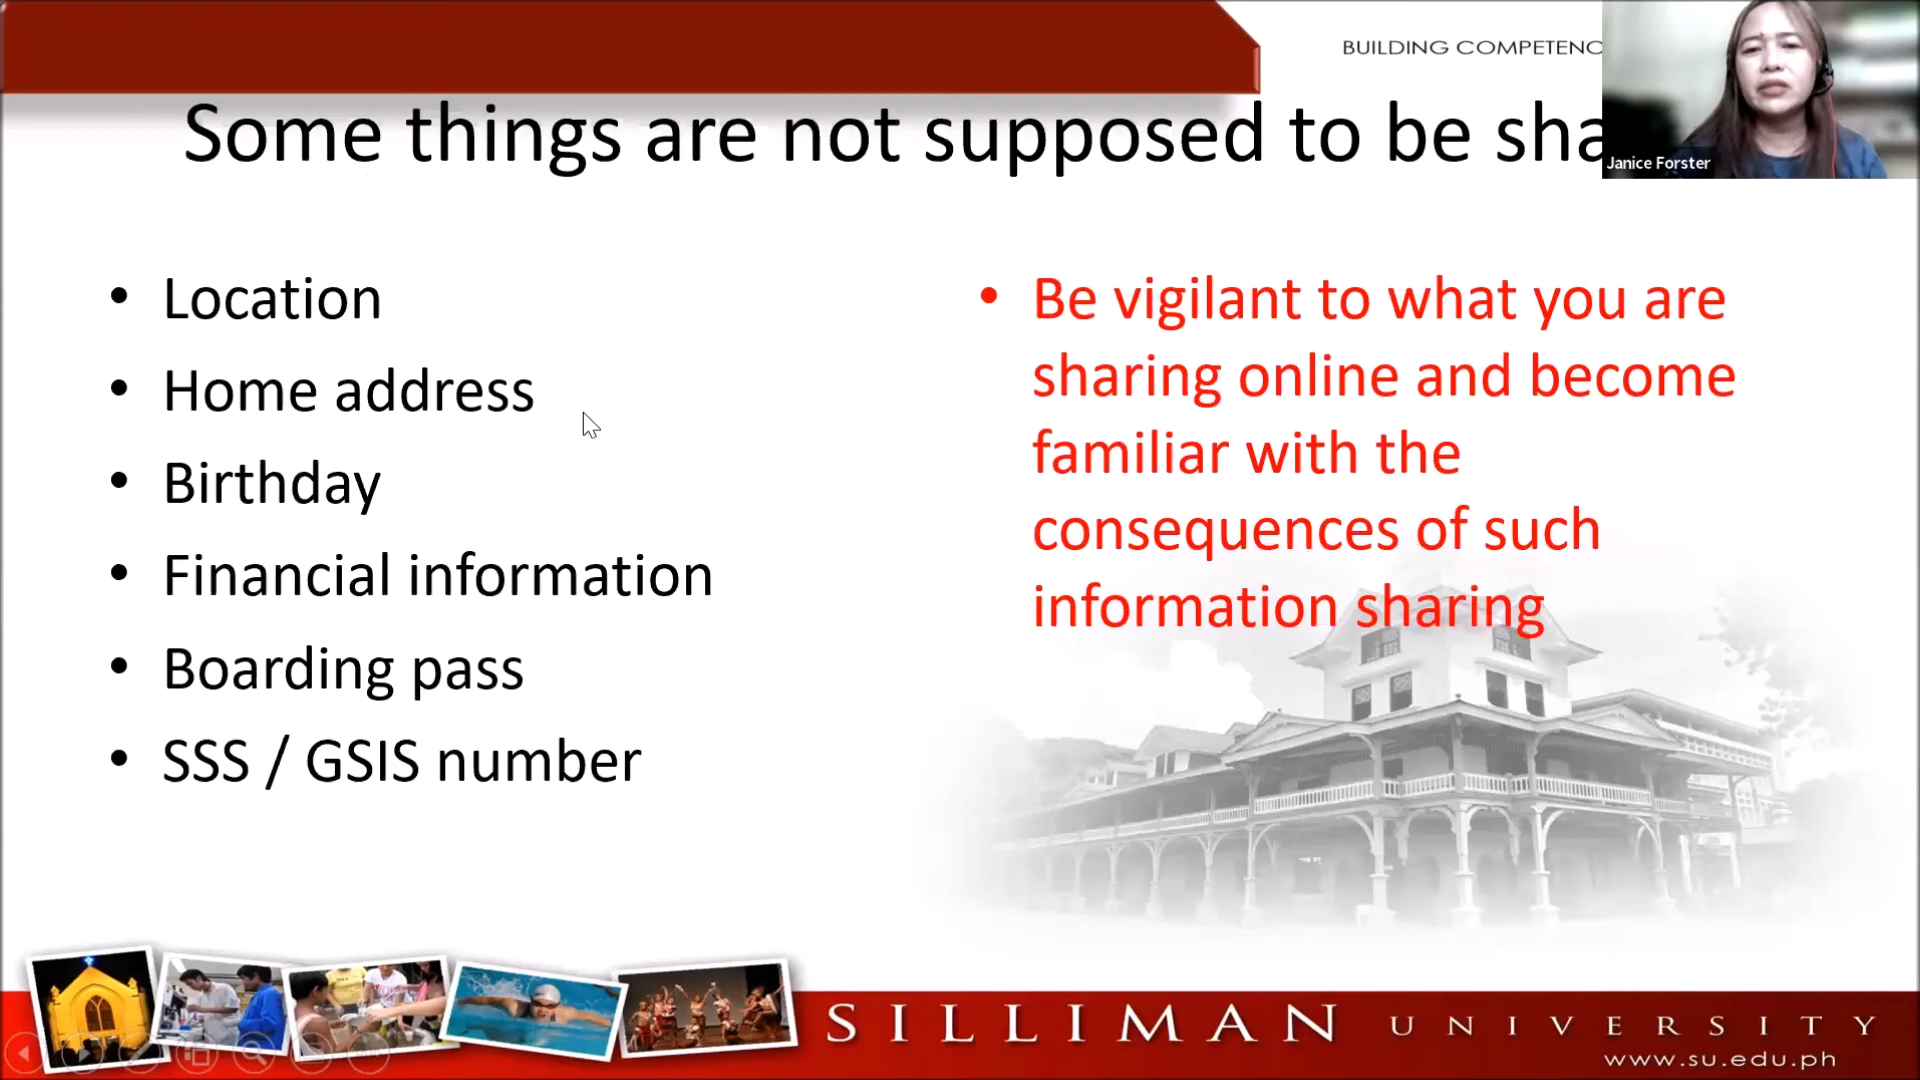 BUILDING COMPETENC
Some things are not supposed to be sha
Janice Forster
• Location
• Home address
• Birthday
• Financial information
• Boarding pass
• SSS / GSIS number
• Be vigilant to what you are
sharing online and become
familiar with the
consequences of such
information sharing
SILLIMAN UNIVERSITY
www.su.edu.ph